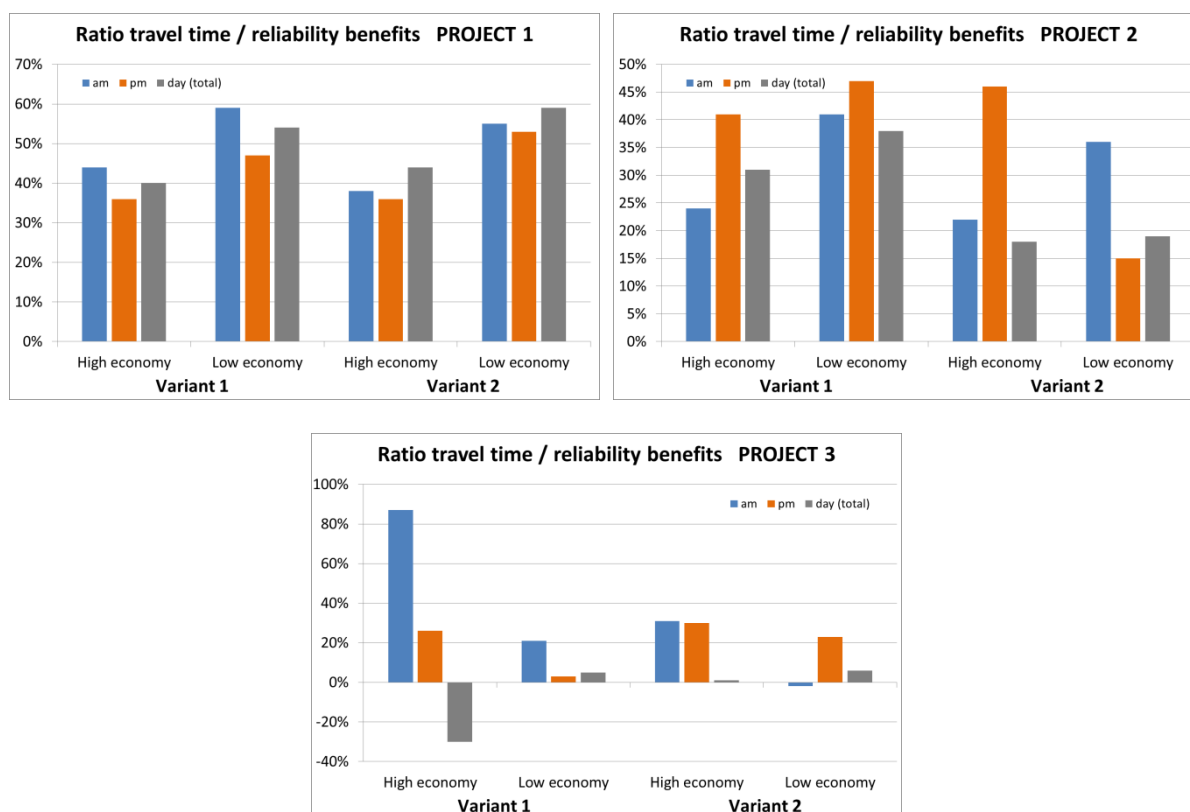 Ratio travel time / reliability benefits PROJECT 1
70%
am pm day (total)
60%
50%
40%
30%
20%
10%
0%
High economy Low economy High economy Low economy
Variant 1 Variant 2
Ratio travel time / reliability benefits PROJECT 2
50%
am pm day (total)
45%
40%
35%
30%
25%
20%
15%
10%
5%
0%
High economy Low economy High economy Low economy
Variant 1 Variant 2
Ratio travel time / reliability benefits PROJECT 3
100%
am pm day (total)
80%
60%
40%
20%
0%
-20%
-40%
High economy Low economy High economy Low economy
Variant 1 Variant 2